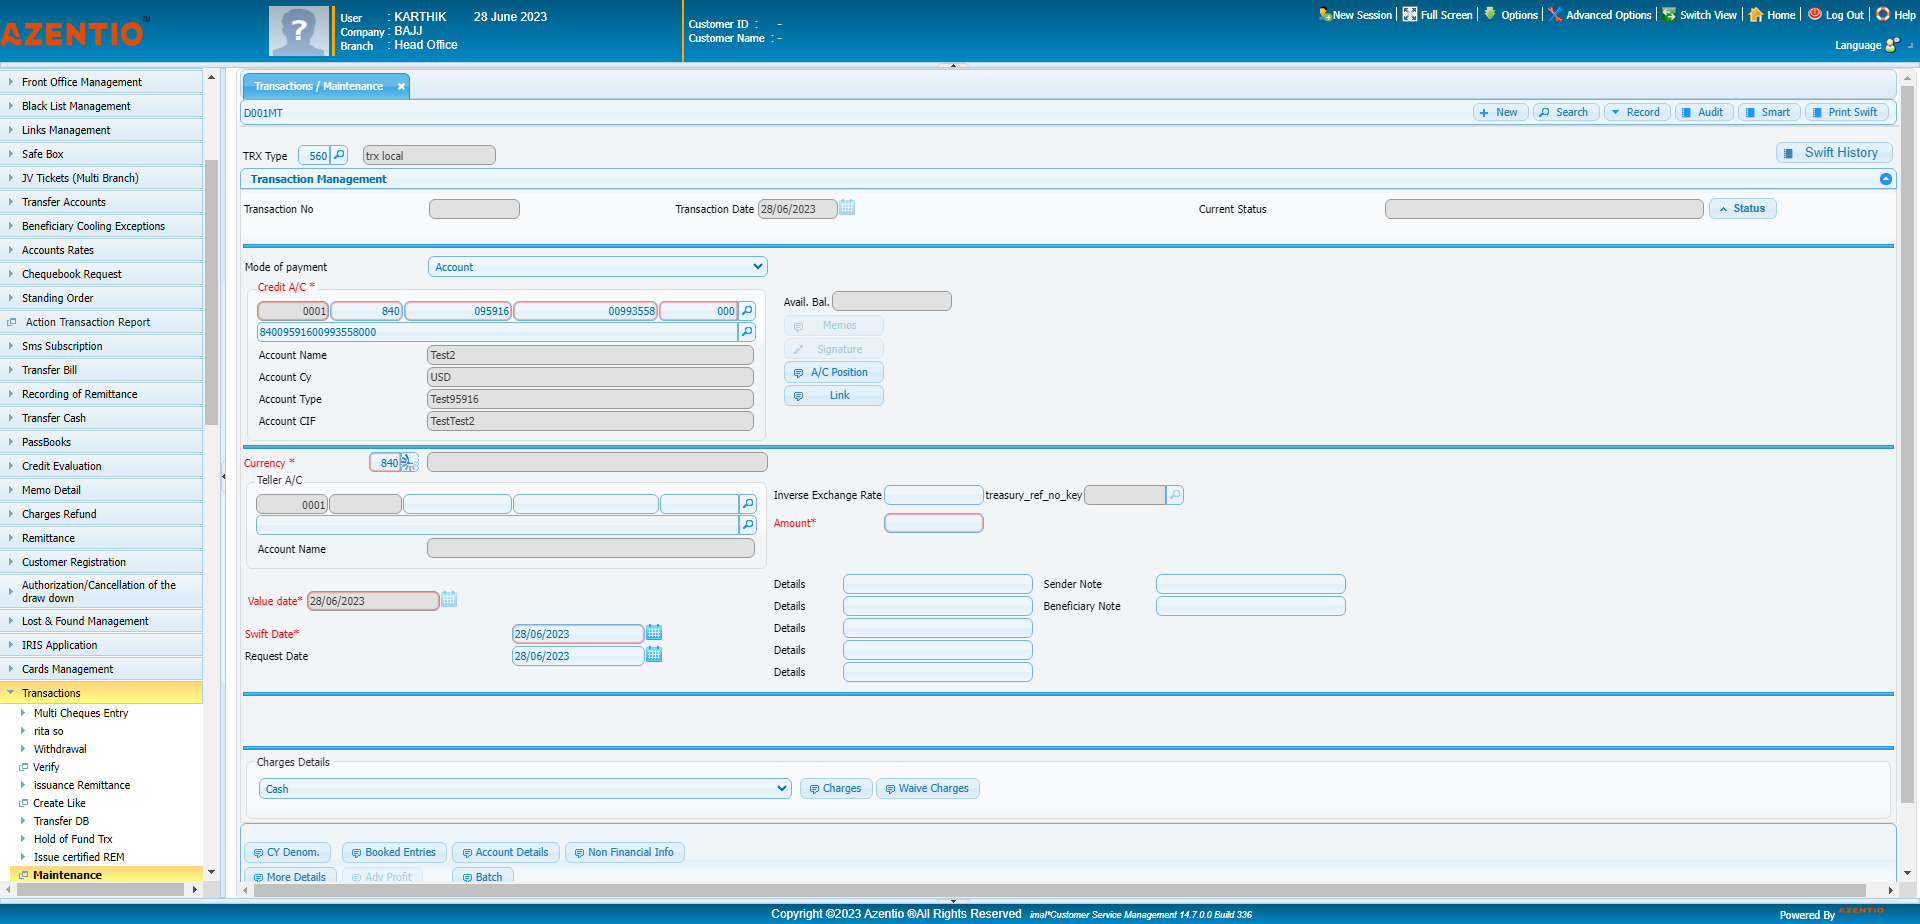 AZENTIO™
User : KARTHIK 28 June 2023
Company : BAJJ
Branch : Head Office
Customer ID : -
Customer Name : -
New Session Full Screen Options Advanced Options Switch View Home Log Out Help
Language
Front Office Management
Black List Management
Links Management
Safe Box
JV Tickets (Multi Branch)
Transfer Accounts
Beneficiary Cooling Exceptions
Accounts Rates
Chequebook Request
Standing Order
Action Transaction Report
Sms Subscription
Transfer Bill
Recording of Remittance
Transfer Cash
PassBooks
Credit Evaluation
Memo Detail
Charges Refund
Remittance
Customer Registration
Authorization/Cancellation of the
draw down
Lost & Found Management
IRIS Application
Cards Management
Transactions
Multi Cheques Entry
rita so
Withdrawal
Verify
issuance Remittance
Create Like
Transfer DB
Hold of Fund Trx
Issue certified REM
Maintenance
Transactions / Maintenance
D001MT
New Search Record Audit Smart Print Swift
TRX Type 560 trx local
Swift History
Transaction Management
Transaction No Transaction Date 28/06/2023 Current Status Status
Mode of payment Account
Credit A/C *
0001 840 095916 00993558 000
84009591600993558000
Account Name Test2
Account Cy USD
Account Type Test95916
Account CIF TestTest2
Avail. Bal.
Memos
Signature
A/C Position
Link
Currency * 840
Teller A/C
0001
Account Name
Inverse Exchange Rate treasury_ref_no_key
Amount*
Value date* 28/06/2023
Swift Date* 28/06/2023
Request Date 28/06/2023
Details Sender Note
Details Beneficiary Note
Details
Details
Details
Charges Details
Cash Charges Waive Charges
CY Denom. Booked Entries Account Details Non Financial Info
More Details Adv Profit Batch
Copyright ©2023 Azentio ®All Rights Reserved imal*Customer Service Management 14.7.0.0 Build 336
Powered By AZENTIO